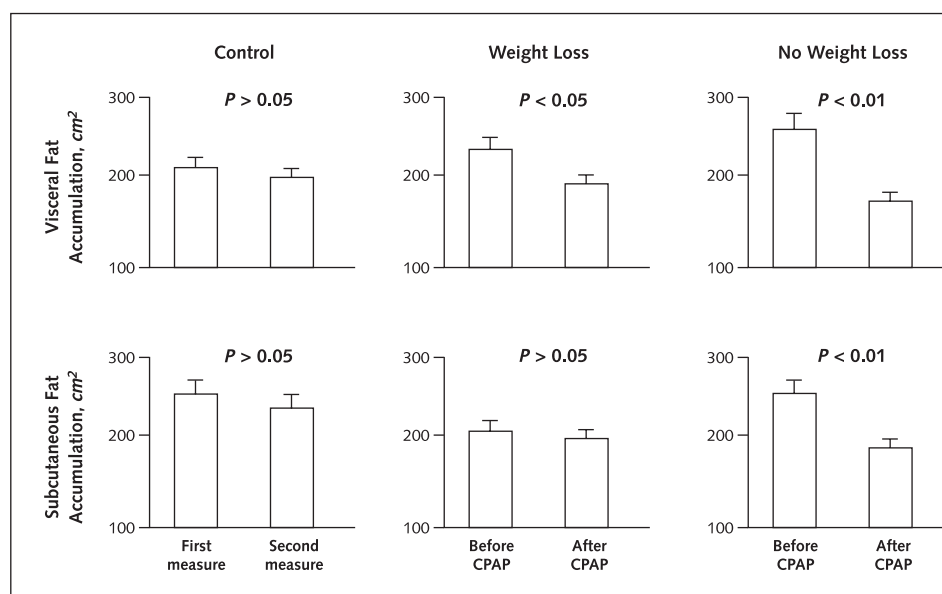 Control
Weight Loss
No Weight Loss
Visceral Fat
Accumulation, cm²
300
200
100
P > 0.05
300
200
100
P < 0.05
300
200
100
P < 0.01
Subcutaneous Fat
Accumulation, cm²
300
200
100
P > 0.05
First
measure
Second
measure
300
200
100
P > 0.05
Before
CPAP
After
CPAP
300
200
100
P < 0.01
Before
CPAP
After
CPAP